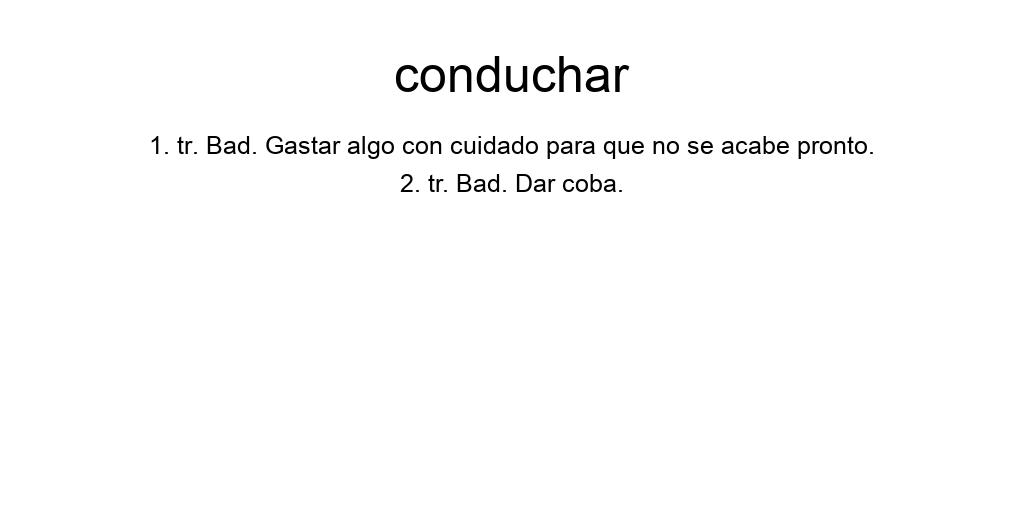 conduchar
1. tr. Bad. Gastar algo con cuidado para que no se acabe pronto.
2. tr. Bad. Dar coba.